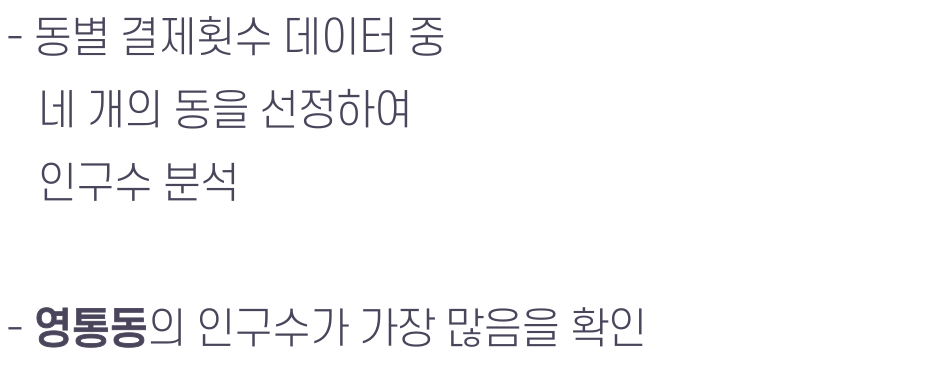 - 동별 결제횟수 데이터 중
네 개의 동을 선정하여
인구수 분석
- 영통동의 인구수가 가장 많음을 확인